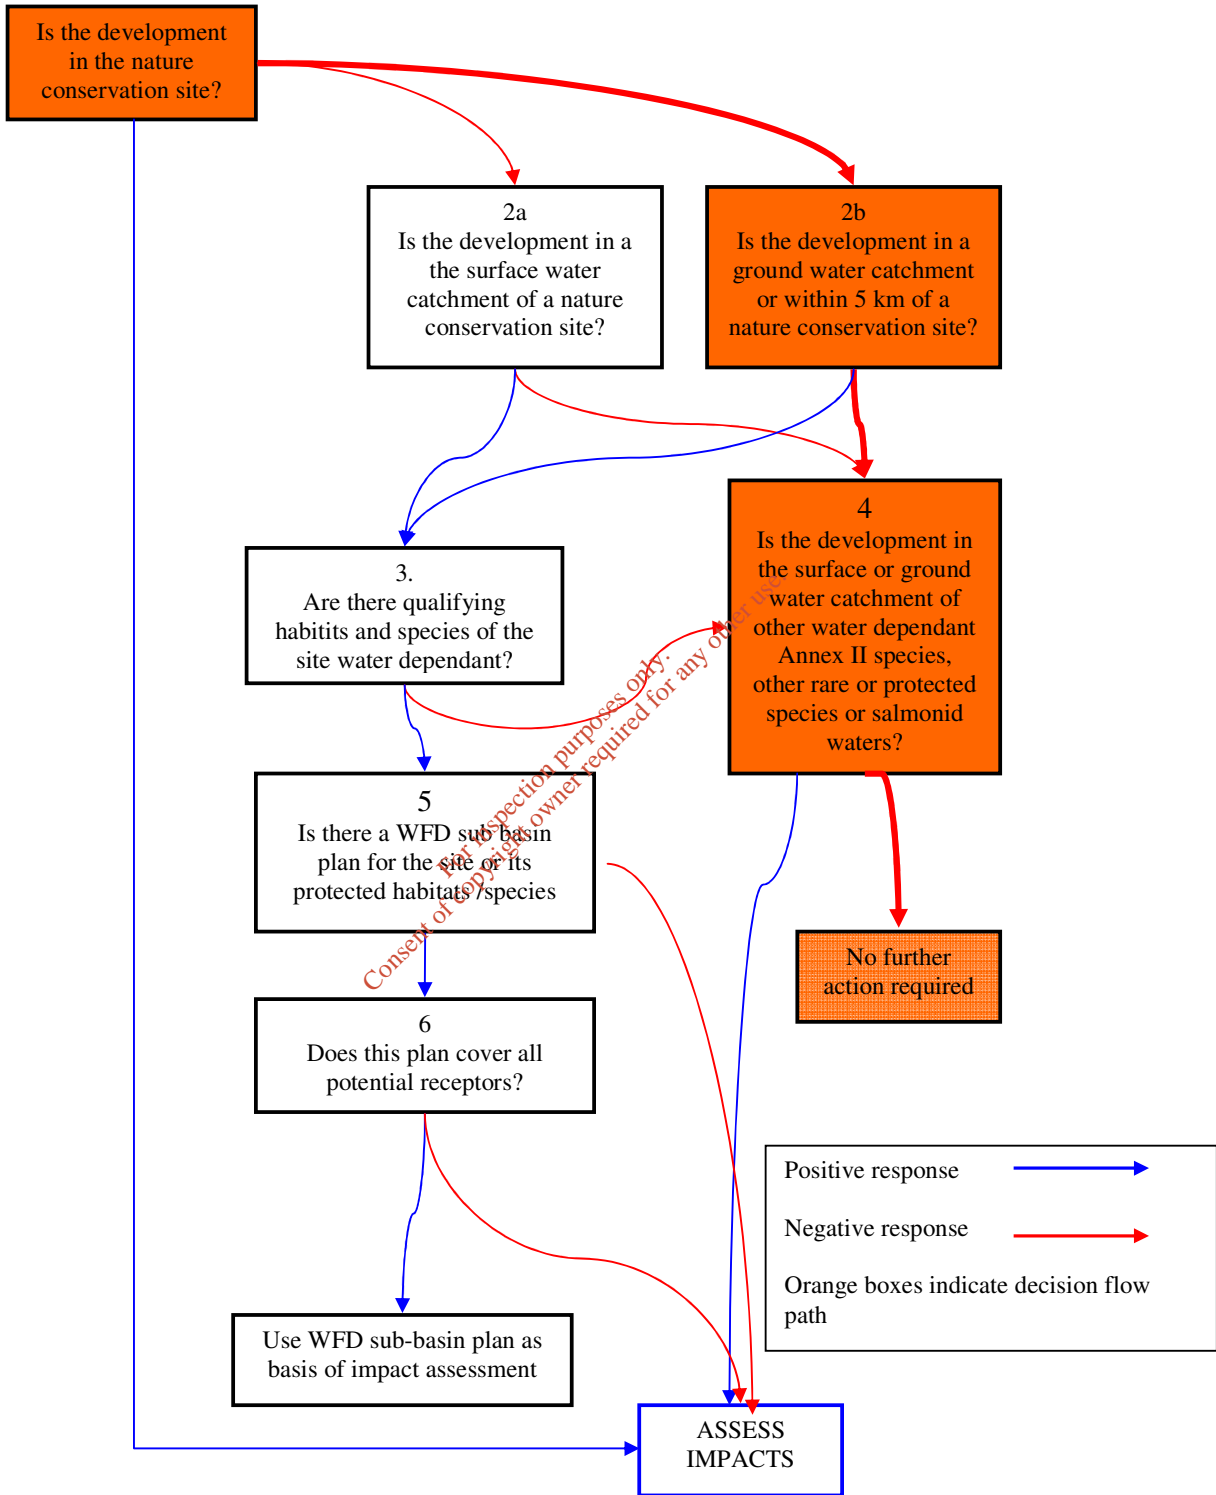 Is the development
in the nature
conservation site?
2a
Is the development in a
the surface water
catchment of a nature
conservation site?
2b
Is the development in a
ground water catchment
or within 5 km of a
nature conservation site?
3.
Are there qualifying
habitits and species of the
site water dependant?
4
Is the development in
the surface or ground
water catchment of
other water dependant
Annex II species,
other rare or protected
species or salmonid
waters?
5
Is there a WFD sub basin
plan for the site or its
protected habitats /species
For inspection purposes only.
Consent of copyright owner required for any other use.
No further
action required
6
Does this plan cover all
potential receptors?
Positive response
Negative response
Orange boxes indicate decision flow
path
Use WFD sub-basin plan as
basis of impact assessment
ASSESS
IMPACTS